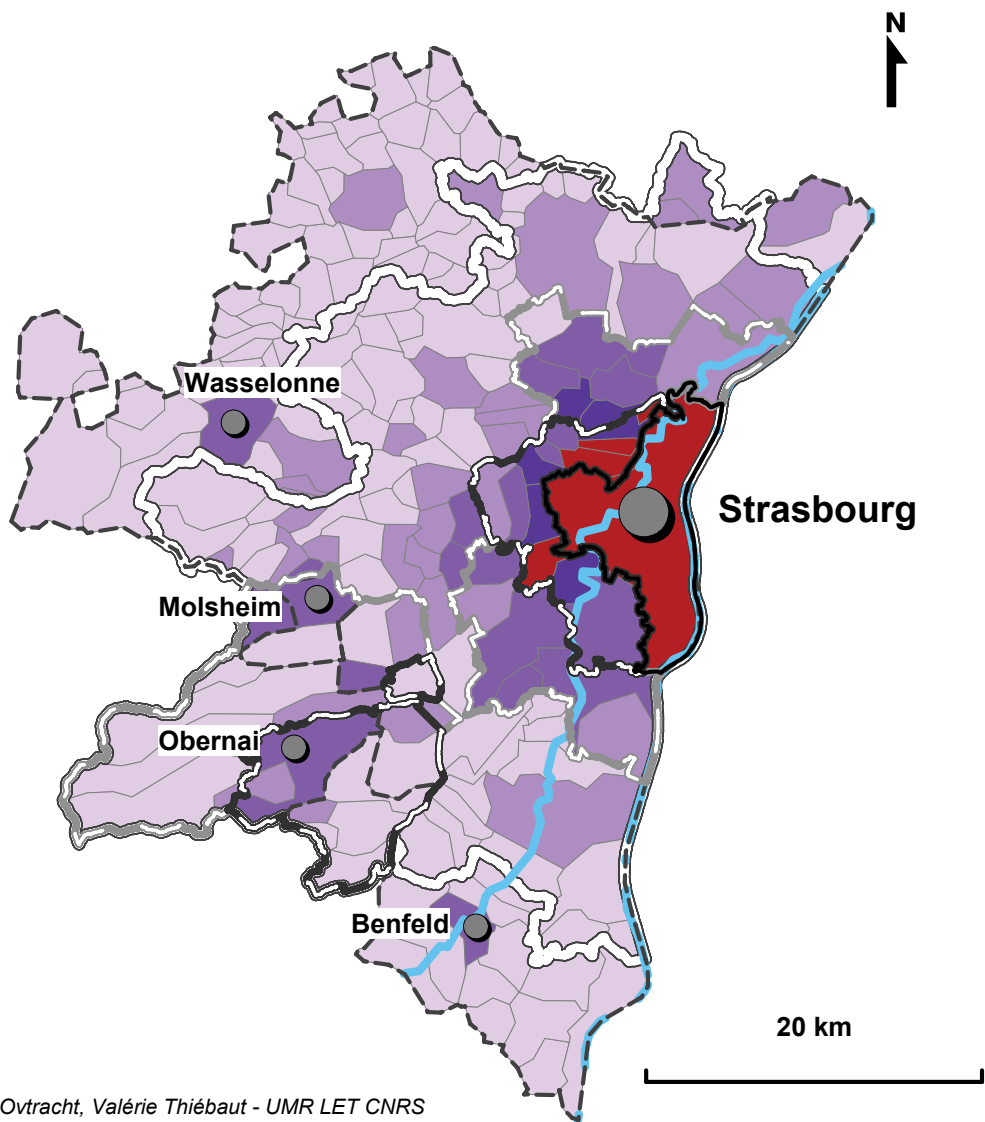 N
Wasselonne
Strasbourg
Molsheim
Obernai
Benfeld
20 km
Ovtracht, Valérie Thiébaut - UMR LET CNRS